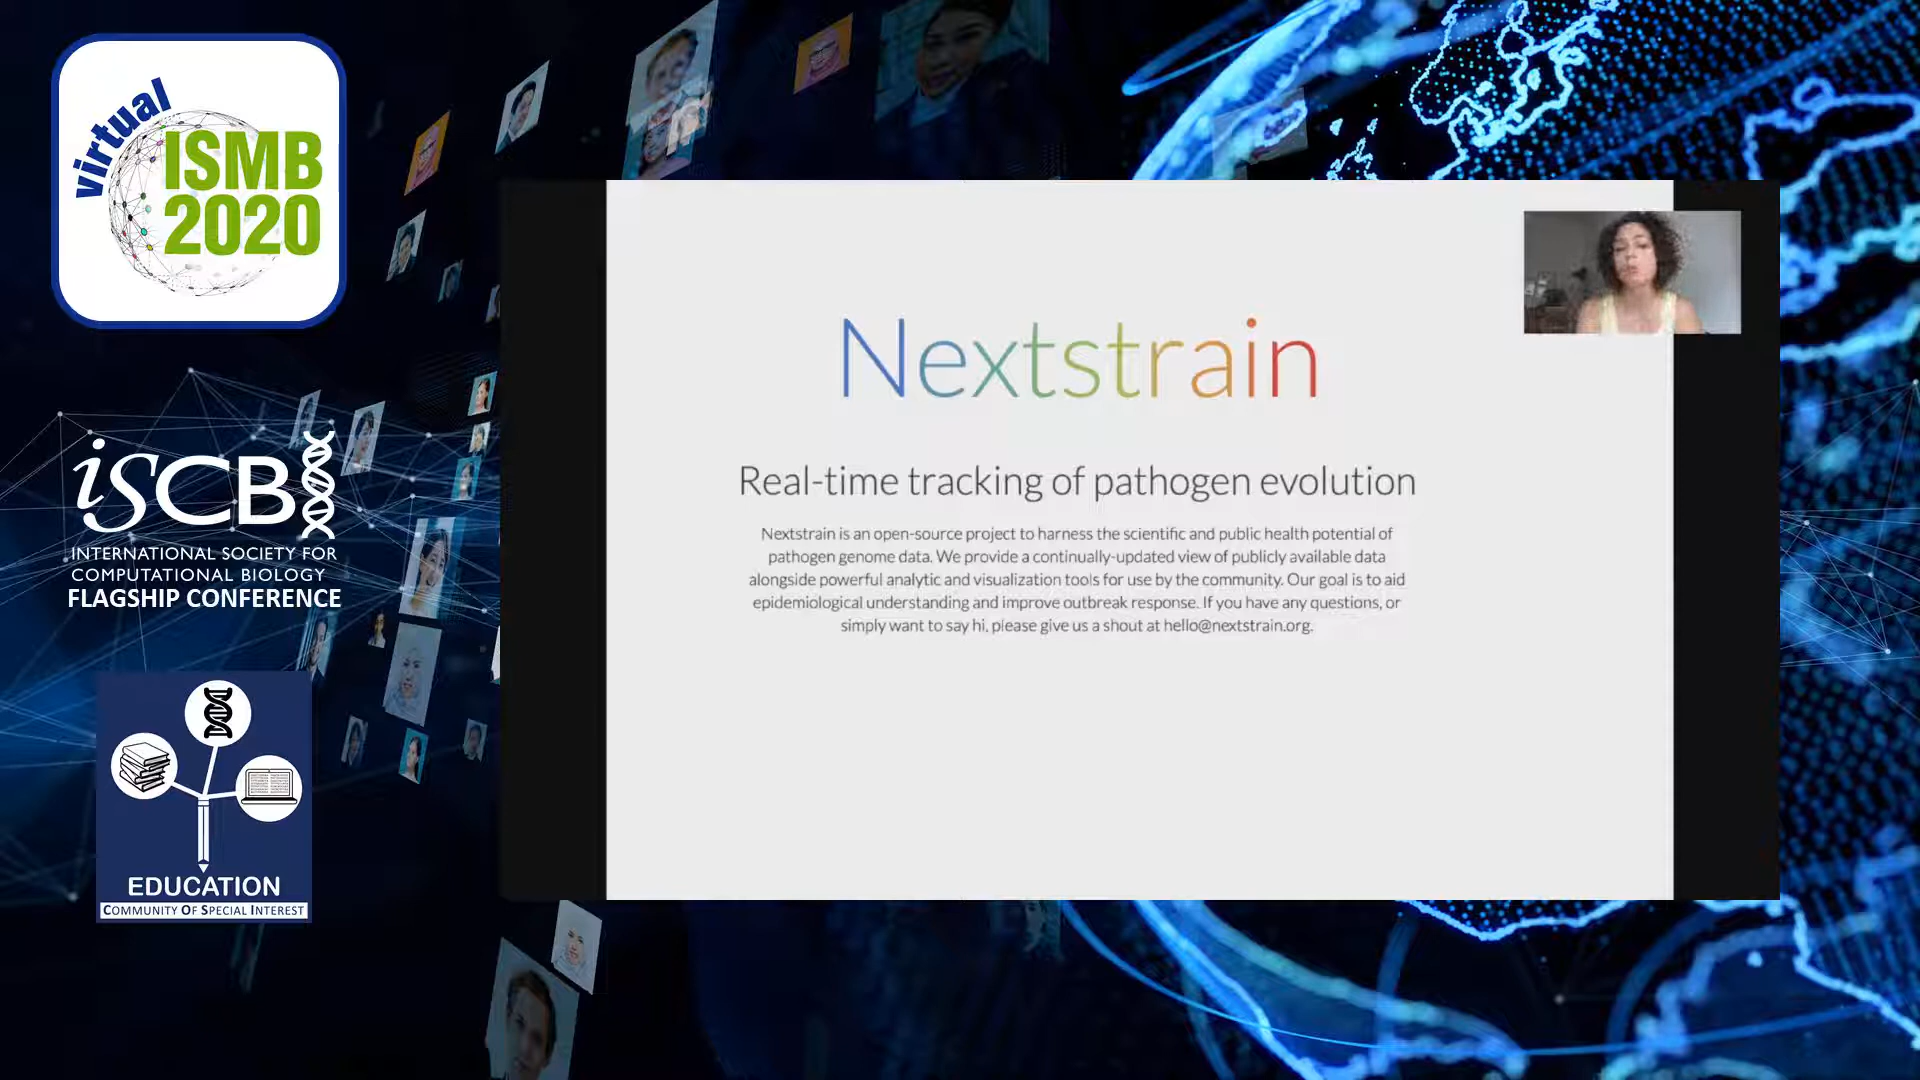 virtual
ISMB
2020
iSCB
INTERNATIONAL SOCIETY FOR
COMPUTATIONAL BIOLOGY
FLAGSHIP CONFERENCE
EDUCATION
COMMUNITY OF SPECIAL INTEREST
Nextstrain
Real-time tracking of pathogen evolution
Nextstrain is an open-source project to harness the scientific and public health potential of
pathogen genome data. We provide a continually-updated view of publicly available data
alongside powerful analytic and visualization tools for use by the community. Our goal is to aid
epidemiological understanding and improve outbreak response. If you have any questions, or
simply want to say hi, please give us a shout at hello@nextstrain.org.